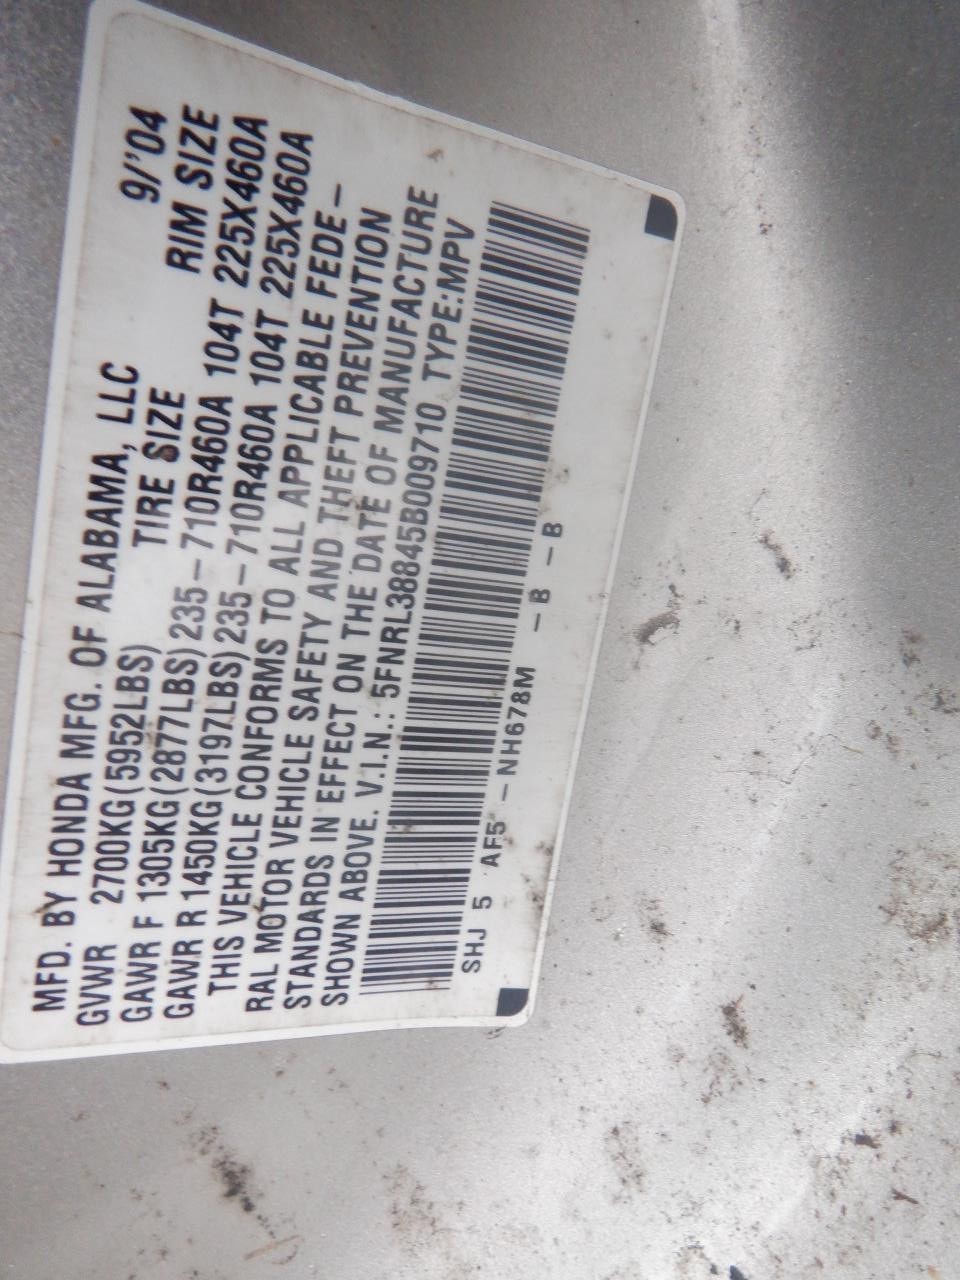 MFD. BY HONDA MFG. OF ALABAMA, LLC 9/'04
GVWR 2700KG(5952LBS) TIRE SIZE RIM SIZE
GAWR F 1305KG(2877LBS)235-710R460A 104T 225X460A
GAWR R 1450KG(3197LBS)235-710R460A 104T 225X460A
THIS VEHICLE CONFORMS TO ALL APPLICABLE FEDE-
RAL MOTOR VEHICLE SAFETY AND THEFT PREVENTION
STANDARDS IN EFFECT ON THE DATE OF MANUFACTURE
SHOWN ABOVE. V.I.N.: 5FNRL38845B009710 TYPE:MPV
SHJ 5 AF5 -NH678M -B -B